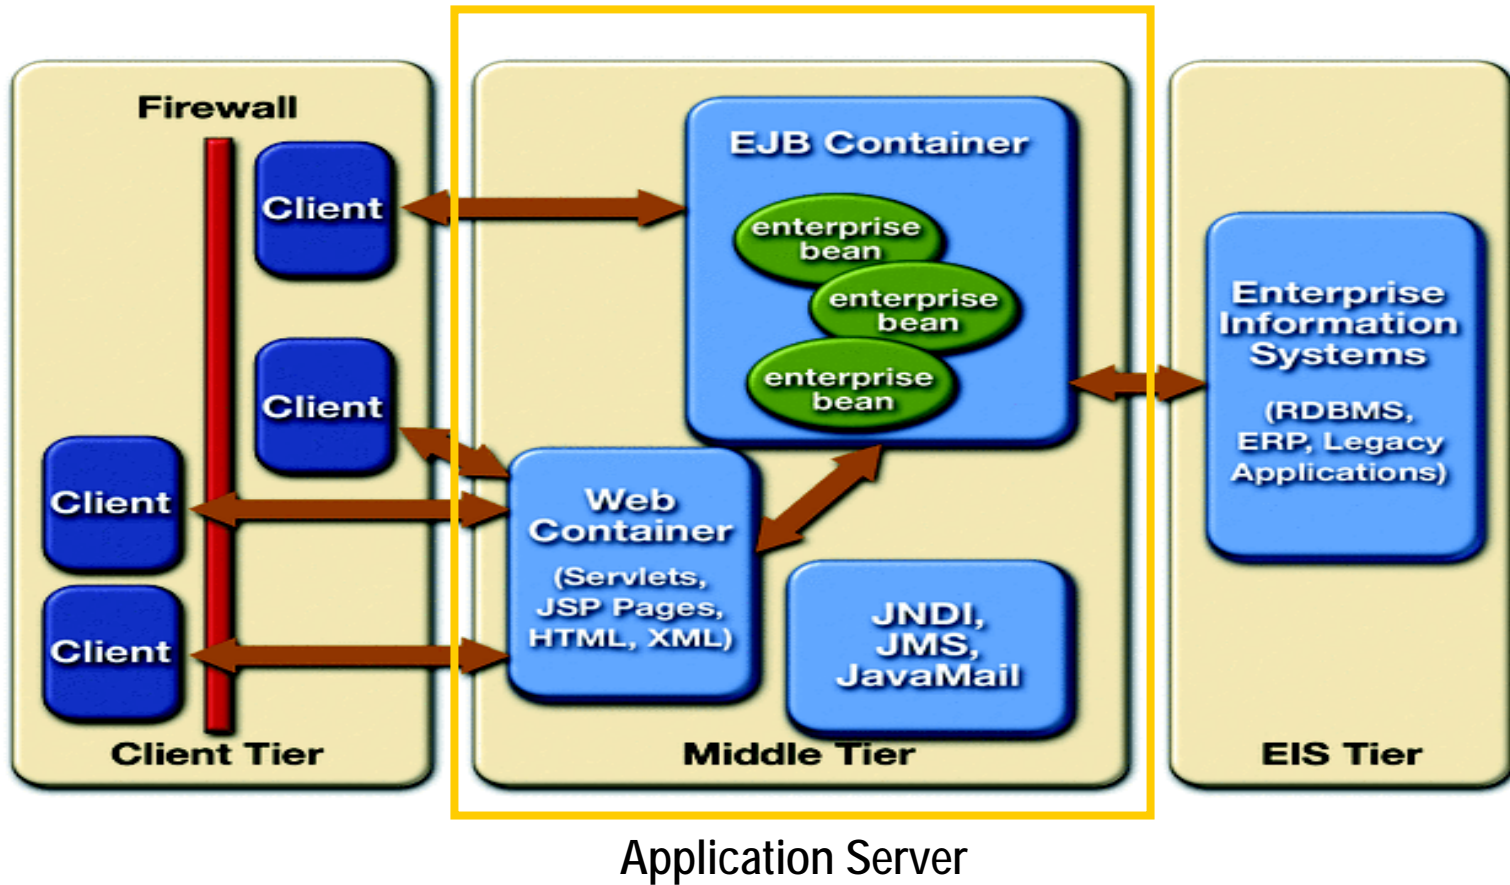 Firewall
Client
Client
Client
Client
Client Tier
EJB Container
enterprise
bean
enterprise
bean
enterprise
bean
Web
Container
(Servlets,
JSP Pages,
HTML, XML)
JNDI,
JMS,
JavaMail
Middle Tier
Enterprise
Information
Systems
(RDBMS,
ERP, Legacy
Applications)
EIS Tier
Application Server